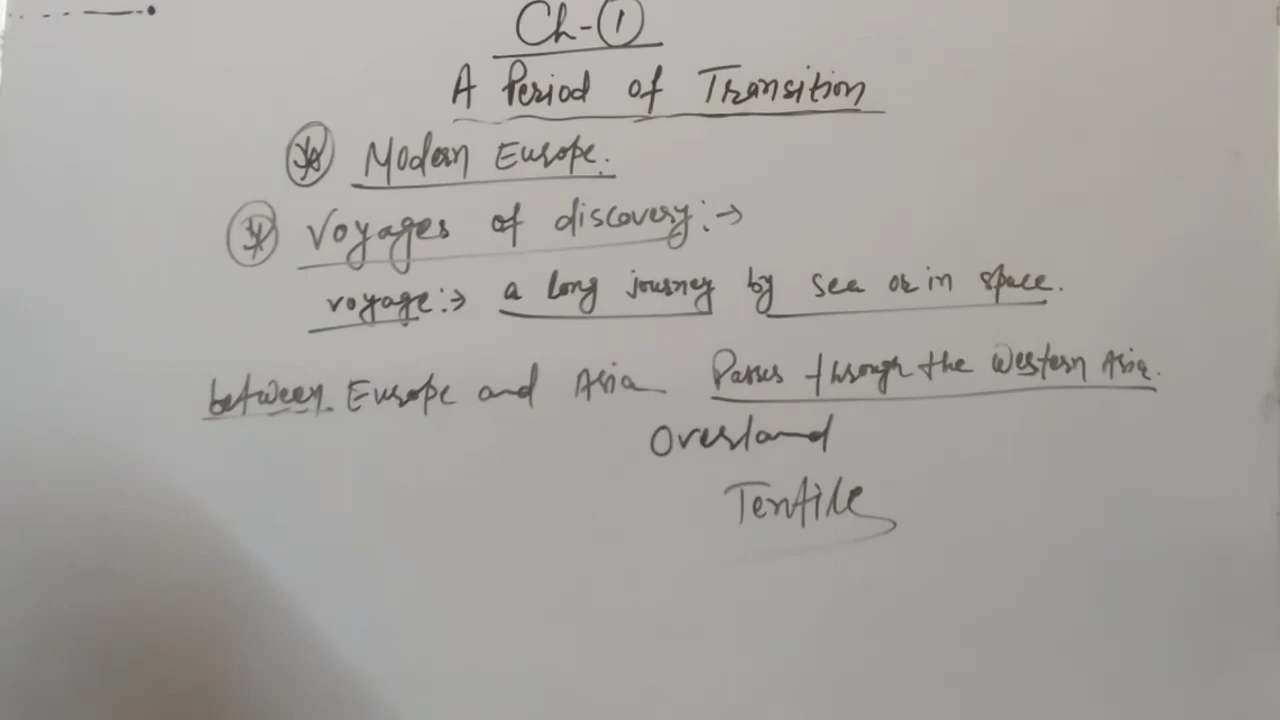 Ch-①
A Period of Transition
Modern Europe.
Voyages of discovery:→
voyage:→ a long journey by sea or in space.
between Europe and Asia Passes through the Western Asia.
Overland
Textile